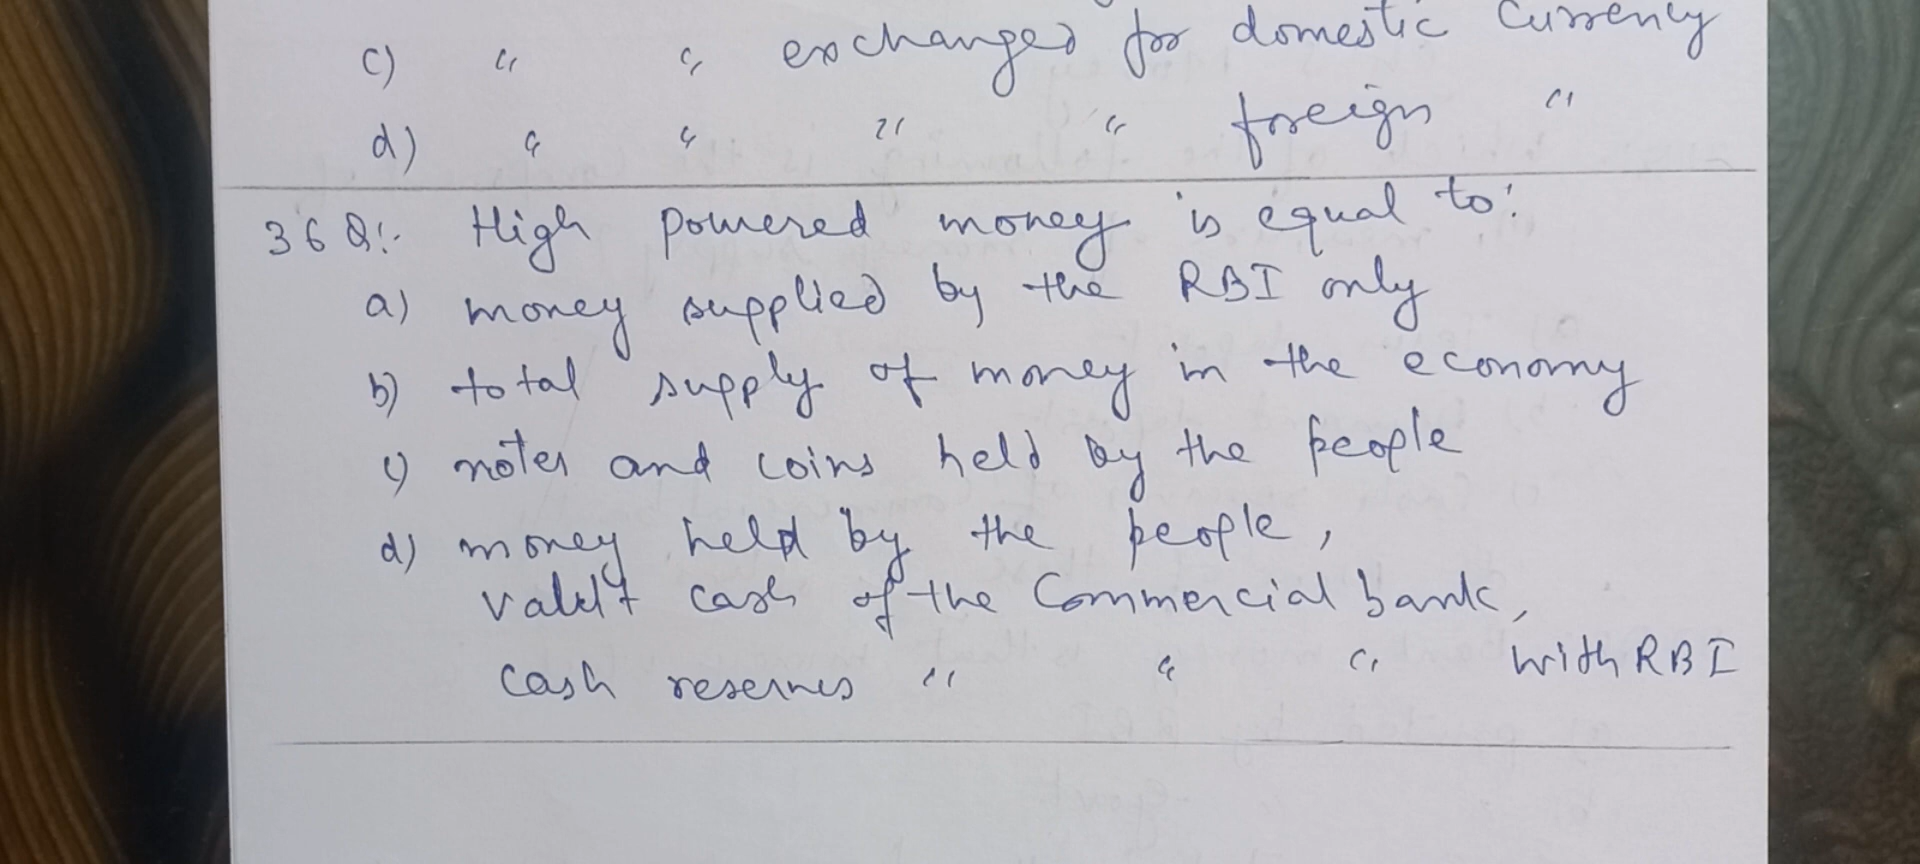 c) " " exchanged for domestic Currency
d) " " " " foreign "
36 Q:- High powered money is equal to:
a) money supplied by the RBI only
b) total supply of money in the economy
c) notes and coins held by the people
d) money held by the people,
Vault cash of the Commercial bank,
Cash reserves " " " with RBI